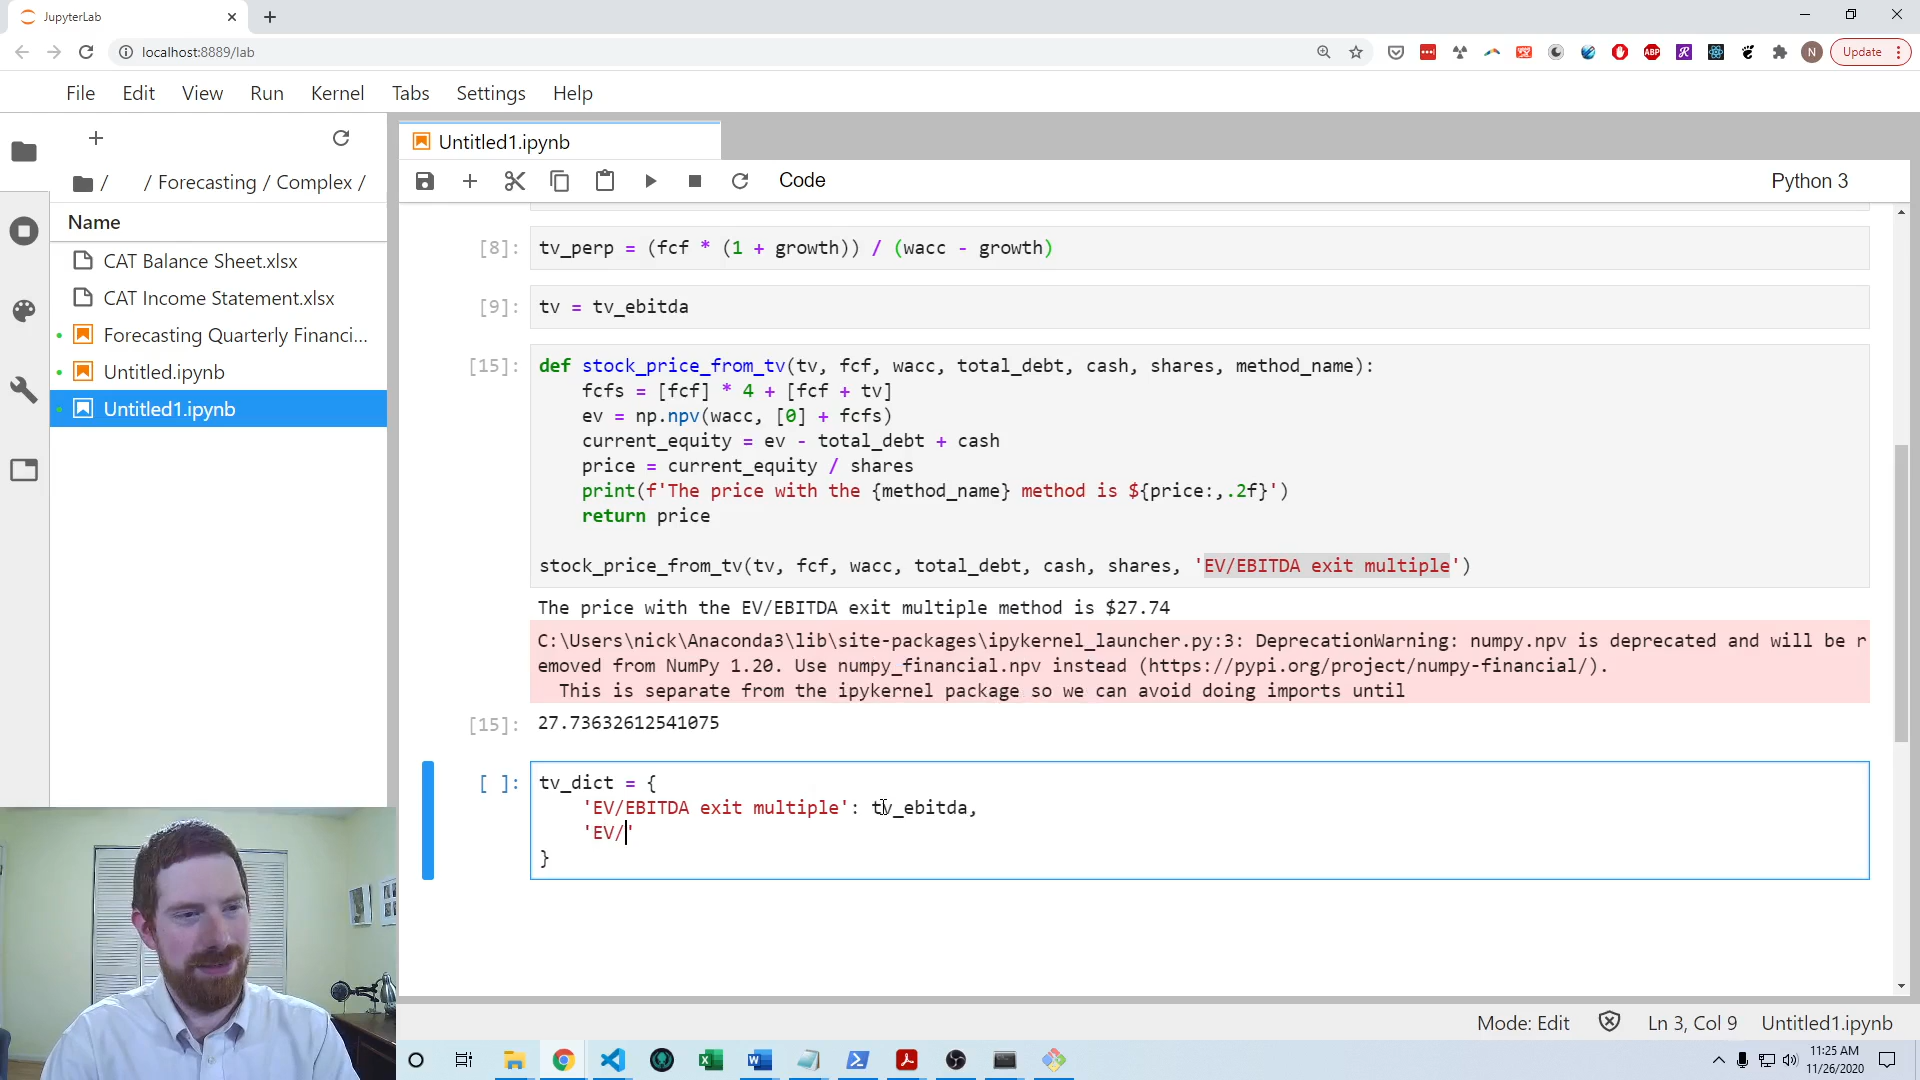 JupyterLab
localhost:8889/lab
ABP
N
Update
File Edit View Run Kernel Tabs Settings Help
Untitled1.ipynb
/ / Forecasting / Complex /
Code
Python 3
Name
CAT Balance Sheet.xlsx
CAT Income Statement.xlsx
Forecasting Quarterly Financi...
Untitled.ipynb
Untitled1.ipynb
[8]: tv_perp = (fcf * (1 + growth)) / (wacc - growth)
[9]: tv = tv_ebitda
[15]: def stock_price_from_tv(tv, fcf, wacc, total_debt, cash, shares, method_name):
fcfs = [fcf] * 4 + [fcf + tv]
ev = np.npv(wacc, [0] + fcfs)
current_equity = ev - total_debt + cash
price = current_equity / shares
print(f'The price with the {method_name} method is ${price:,.2f}')
return price
stock_price_from_tv(tv, fcf, wacc, total_debt, cash, shares, 'EV/EBITDA exit multiple')
The price with the EV/EBITDA exit multiple method is $27.74
C:\Users\nick\Anaconda3\lib\site-packages\ipykernel_launcher.py:3: DeprecationWarning: numpy.npv is deprecated and will be r
emoved from NumPy 1.20. Use numpy_financial.npv instead (https://pypi.org/project/numpy-financial/).
This is separate from the ipykernel package so we can avoid doing imports until
[15]: 27.73632612541075
[ ]: tv_dict = {
'EV/EBITDA exit multiple': tv_ebitda,
'EV/'
}
Mode: Edit Ln 3, Col 9 Untitled1.ipynb
11:25 AM
11/26/2020